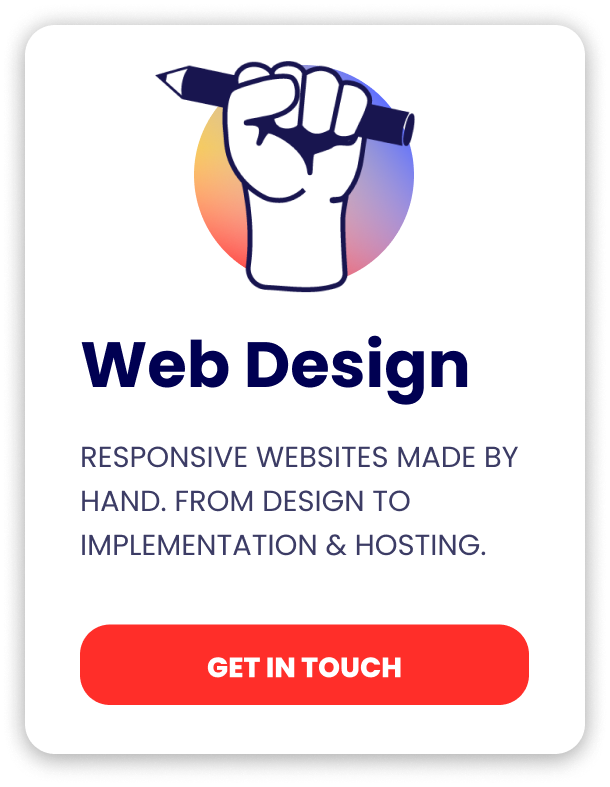 Web Design
RESPONSIVE WEBSITES MADE BY
HAND. FROM DESIGN TO
IMPLEMENTATION & HOSTING.
GET IN TOUCH